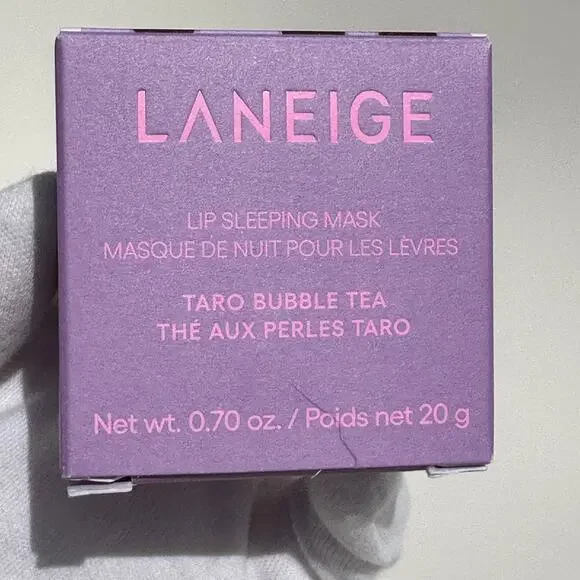 LANEIGE
LIP SLEEPING MASK
MASQUE DE NUIT POUR LES LÈVRES
TARO BUBBLE TEA
THÉ AUX PERLES TARO
Net wt. 0.70 oz. / Poids net 20 g